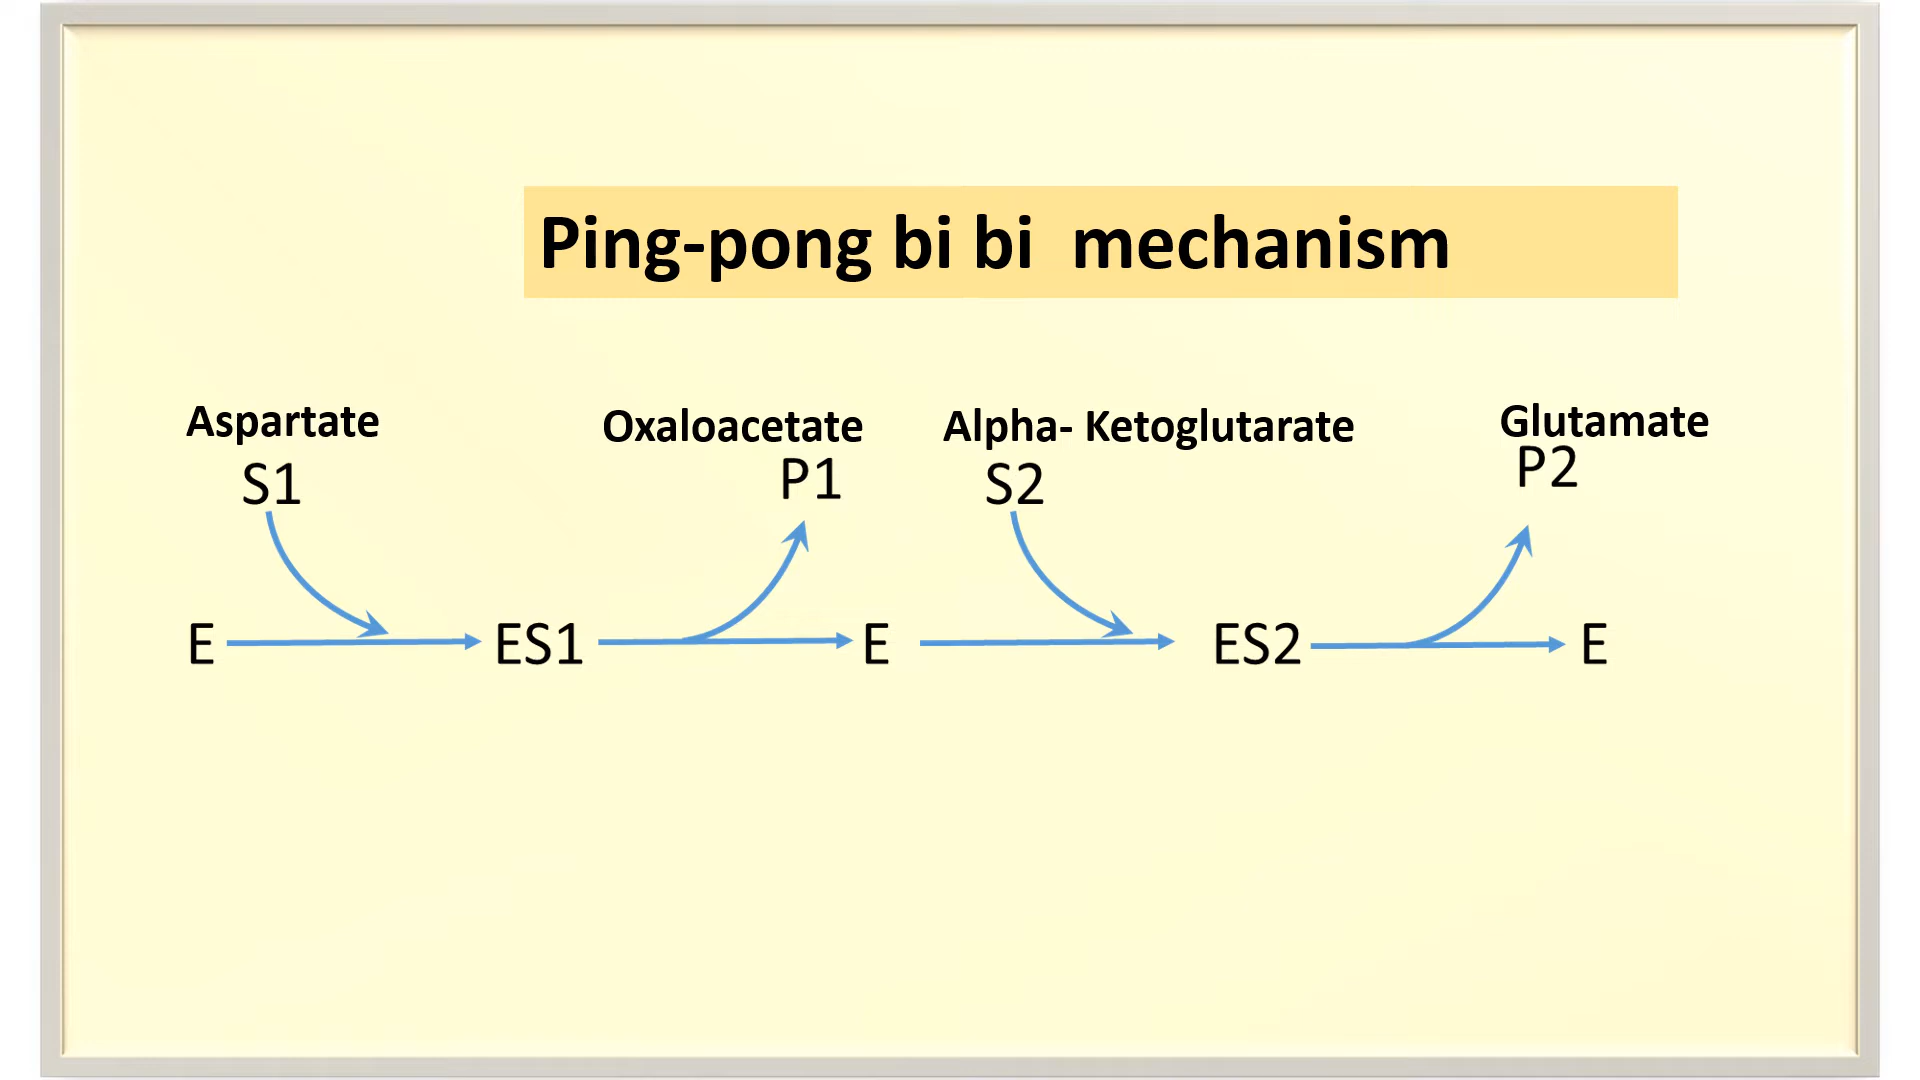 Ping-pong bi bi mechanism
Aspartate
Oxaloacetate
Alpha- Ketoglutarate
Glutamate
S1
P1
S2
P2
E
ES1
E
ES2
E